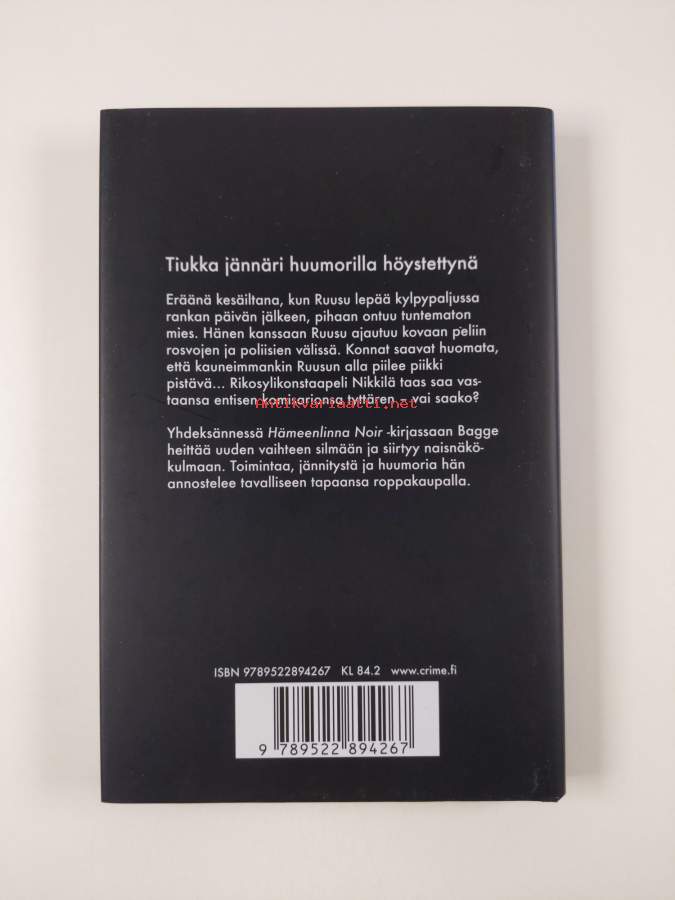 Tiukka jännäri huumorilla höystettynä
Eräänä kesäiltana, kun Ruusu lepää kylpypaljussa
rankan päivän jälkeen, pihaan ontuu tuntematon
mies. Hänen kanssaan Ruusu ajautuu kovaan peliin
rosvojen ja poliisien välissä. Konnat saavat huomata,
että kauneimmankin Ruusun alla piilee piikki
pistävä... Rikosylikonstaapeli Nikkilä taas saa vas-
taansa entisen komisarionsa tyttären – vai saako?
Antikvariaatti.net
Yhdeksännessä Hämeenlinna Noir -kirjassaan Bagge
heittää uuden vaihteen silmään ja siirtyy naisnäkö-
kulmaan. Toimintaa, jännitystä ja huumoria hän
annostelee tavalliseen tapaansa roppakaupalla.
ISBN 9789522894267 KL 84.2 www.crime.fi
9 789522 894267